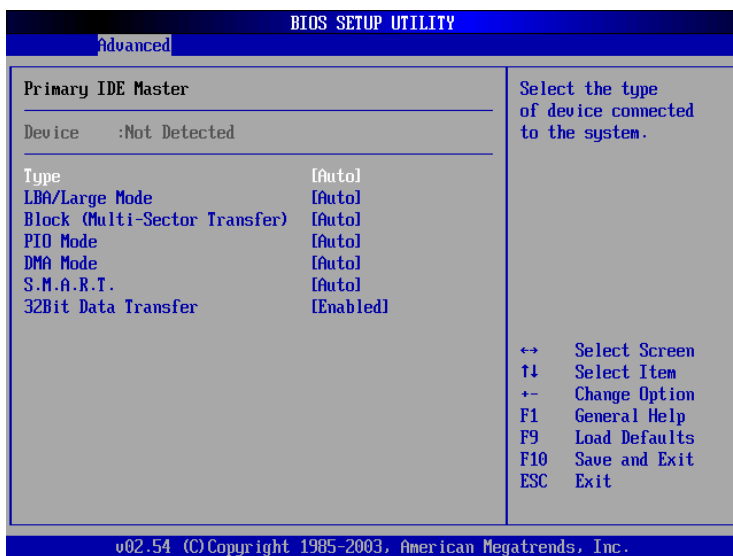 BIOS SETUP UTILITY
Advanced
Primary IDE Master
Device :Not Detected
Type [Auto]
LBA/Large Mode [Auto]
Block (Multi-Sector Transfer) [Auto]
PIO Mode [Auto]
DMA Mode [Auto]
S.M.A.R.T. [Auto]
32Bit Data Transfer [Enabled]
Select the type
of device connected
to the system.
↔ Select Screen
↑↓ Select Item
+- Change Option
F1 General Help
F9 Load Defaults
F10 Save and Exit
ESC Exit
v02.54 (C)Copyright 1985-2003, American Megatrends, Inc.